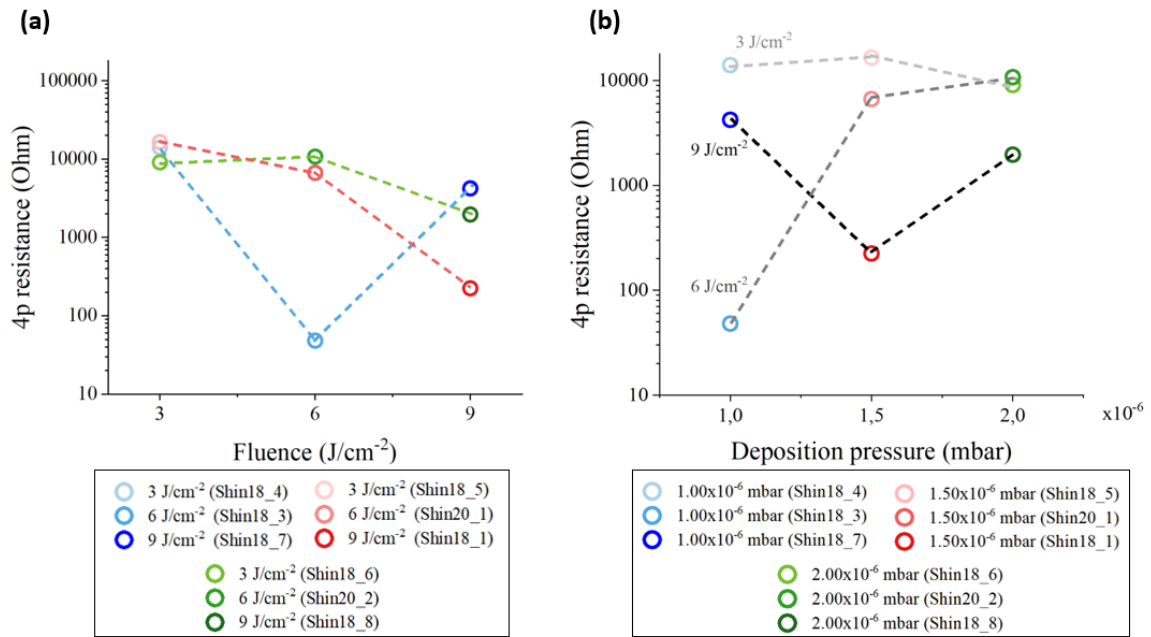 (a)
100000
10000
1000
100
10
4p resistance (Ohm)
3
6
9
Fluence (J/cm⁻²)
3 J/cm⁻² (Shin18_4)
6 J/cm⁻² (Shin18_3)
9 J/cm⁻² (Shin18_7)
3 J/cm⁻² (Shin18_5)
6 J/cm⁻² (Shin20_1)
9 J/cm⁻² (Shin18_1)
3 J/cm⁻² (Shin18_6)
6 J/cm⁻² (Shin20_2)
9 J/cm⁻² (Shin18_8)
(b)
3 J/cm⁻²
9 J/cm⁻²
6 J/cm⁻²
10000
1000
100
10
4p resistance (Ohm)
1,0
1,5
2,0
x10⁻⁶
Deposition pressure (mbar)
1.00x10⁻⁶ mbar (Shin18_4)
1.00x10⁻⁶ mbar (Shin18_3)
1.00x10⁻⁶ mbar (Shin18_7)
1.50x10⁻⁶ mbar (Shin18_5)
1.50x10⁻⁶ mbar (Shin20_1)
1.50x10⁻⁶ mbar (Shin18_1)
2.00x10⁻⁶ mbar (Shin18_6)
2.00x10⁻⁶ mbar (Shin20_2)
2.00x10⁻⁶ mbar (Shin18_8)